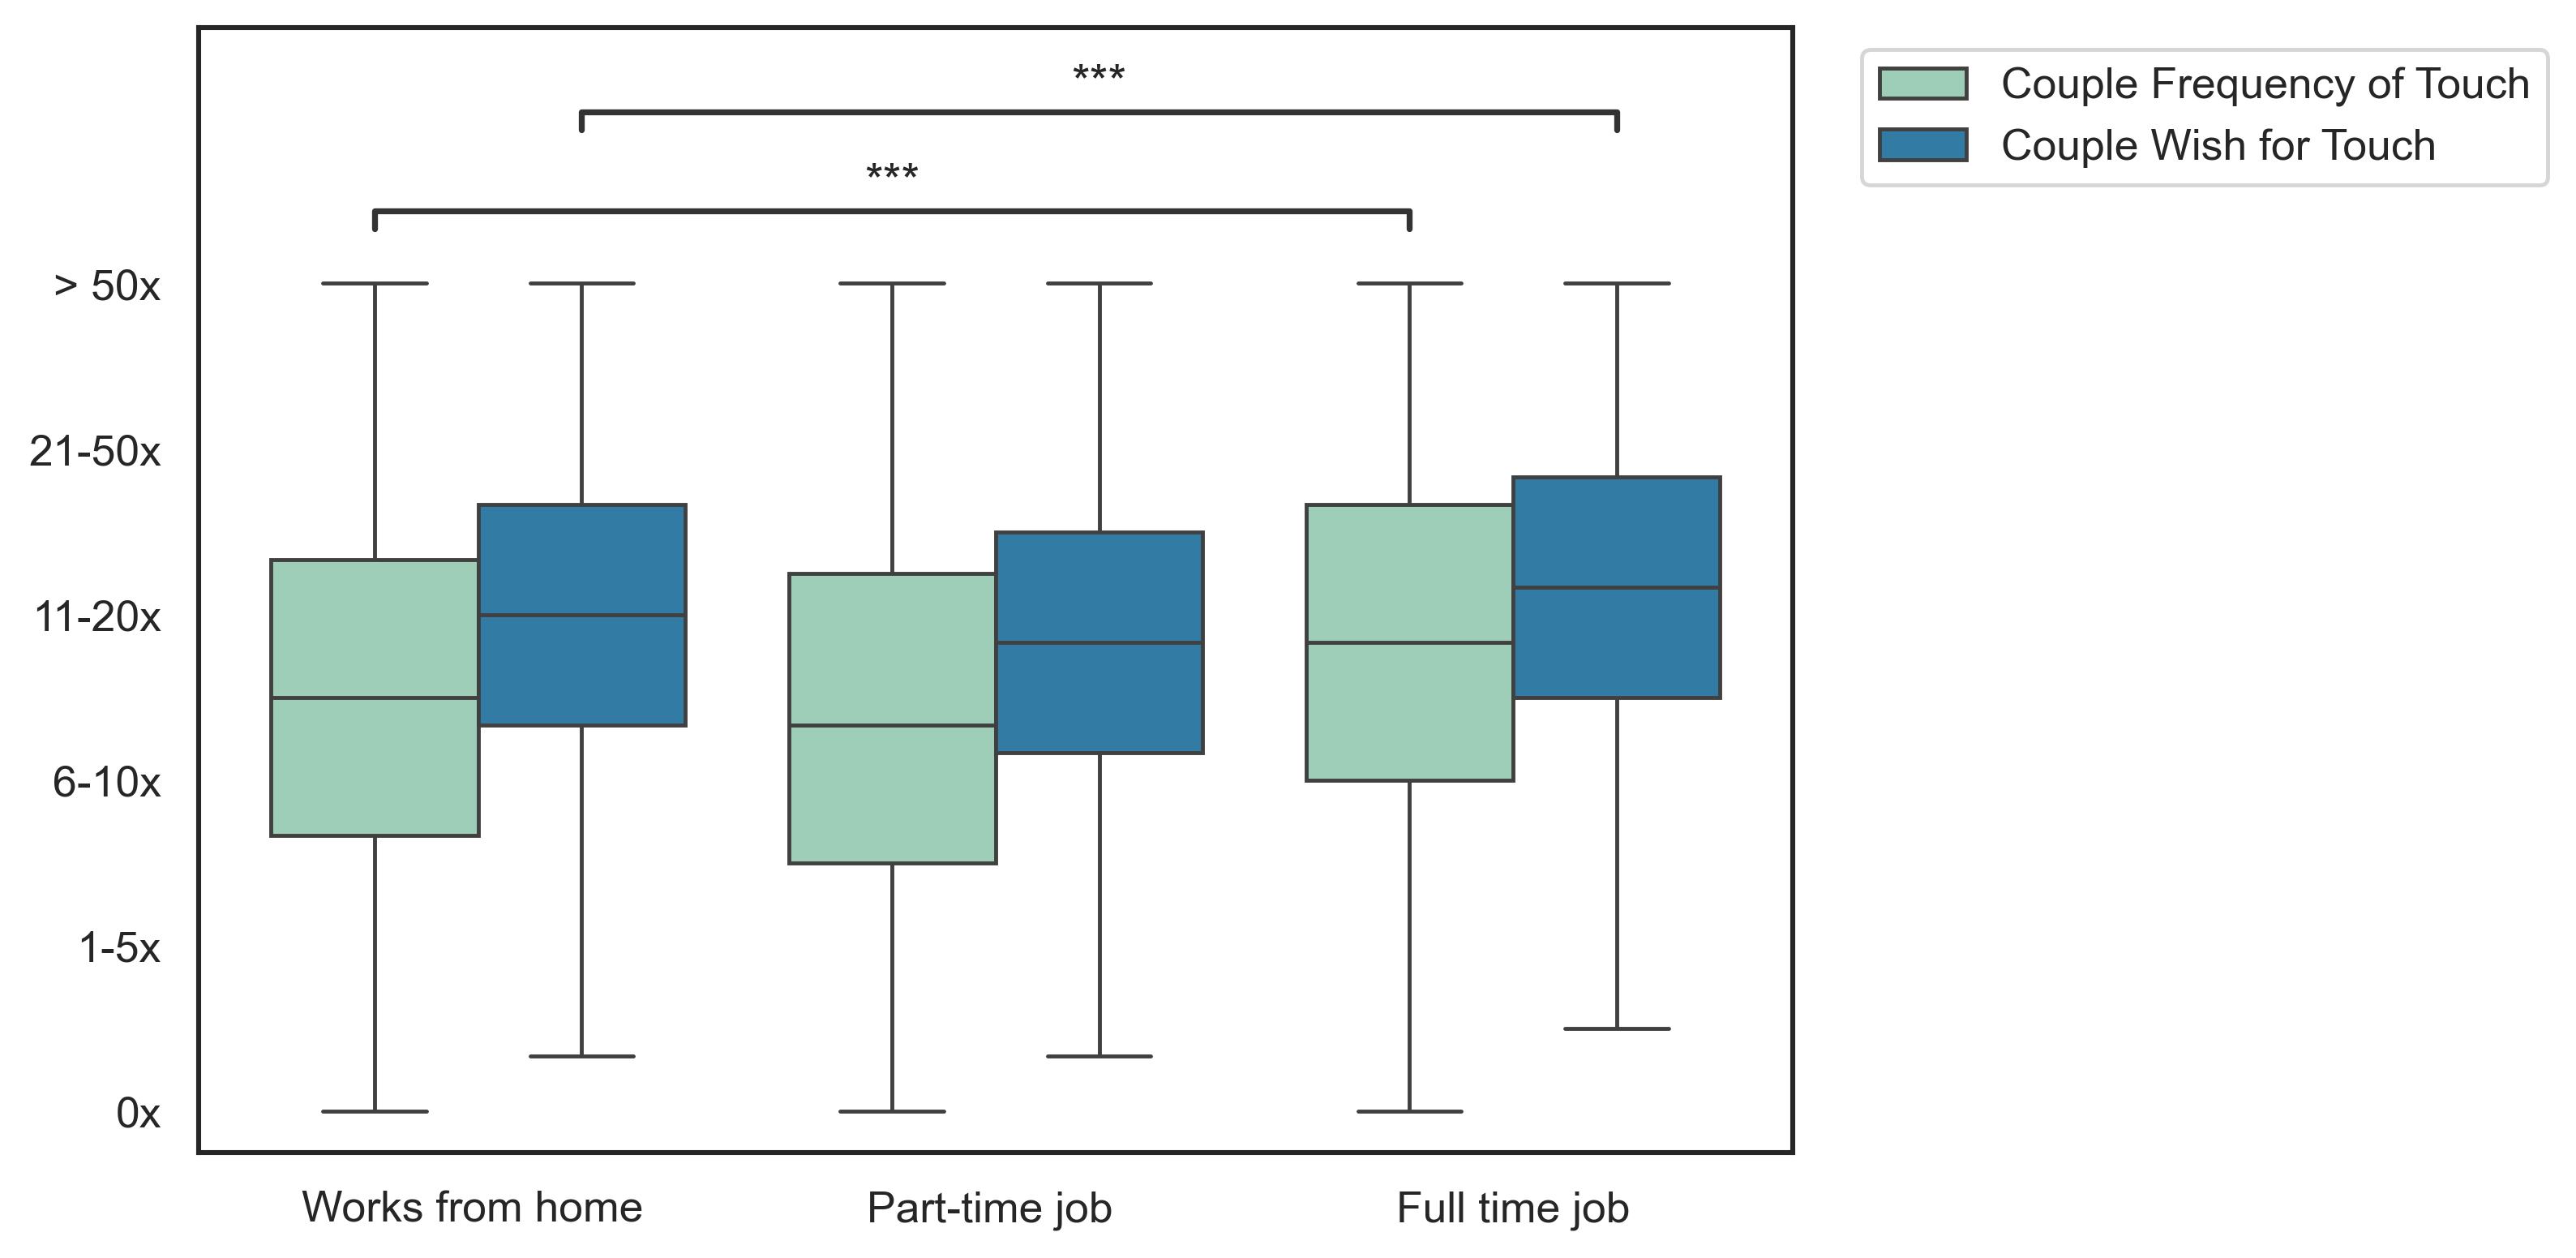 ***
***
Couple Frequency of Touch
Couple Wish for Touch
> 50x
21-50x
11-20x
6-10x
1-5x
0x
Works from home
Part-time job
Full time job